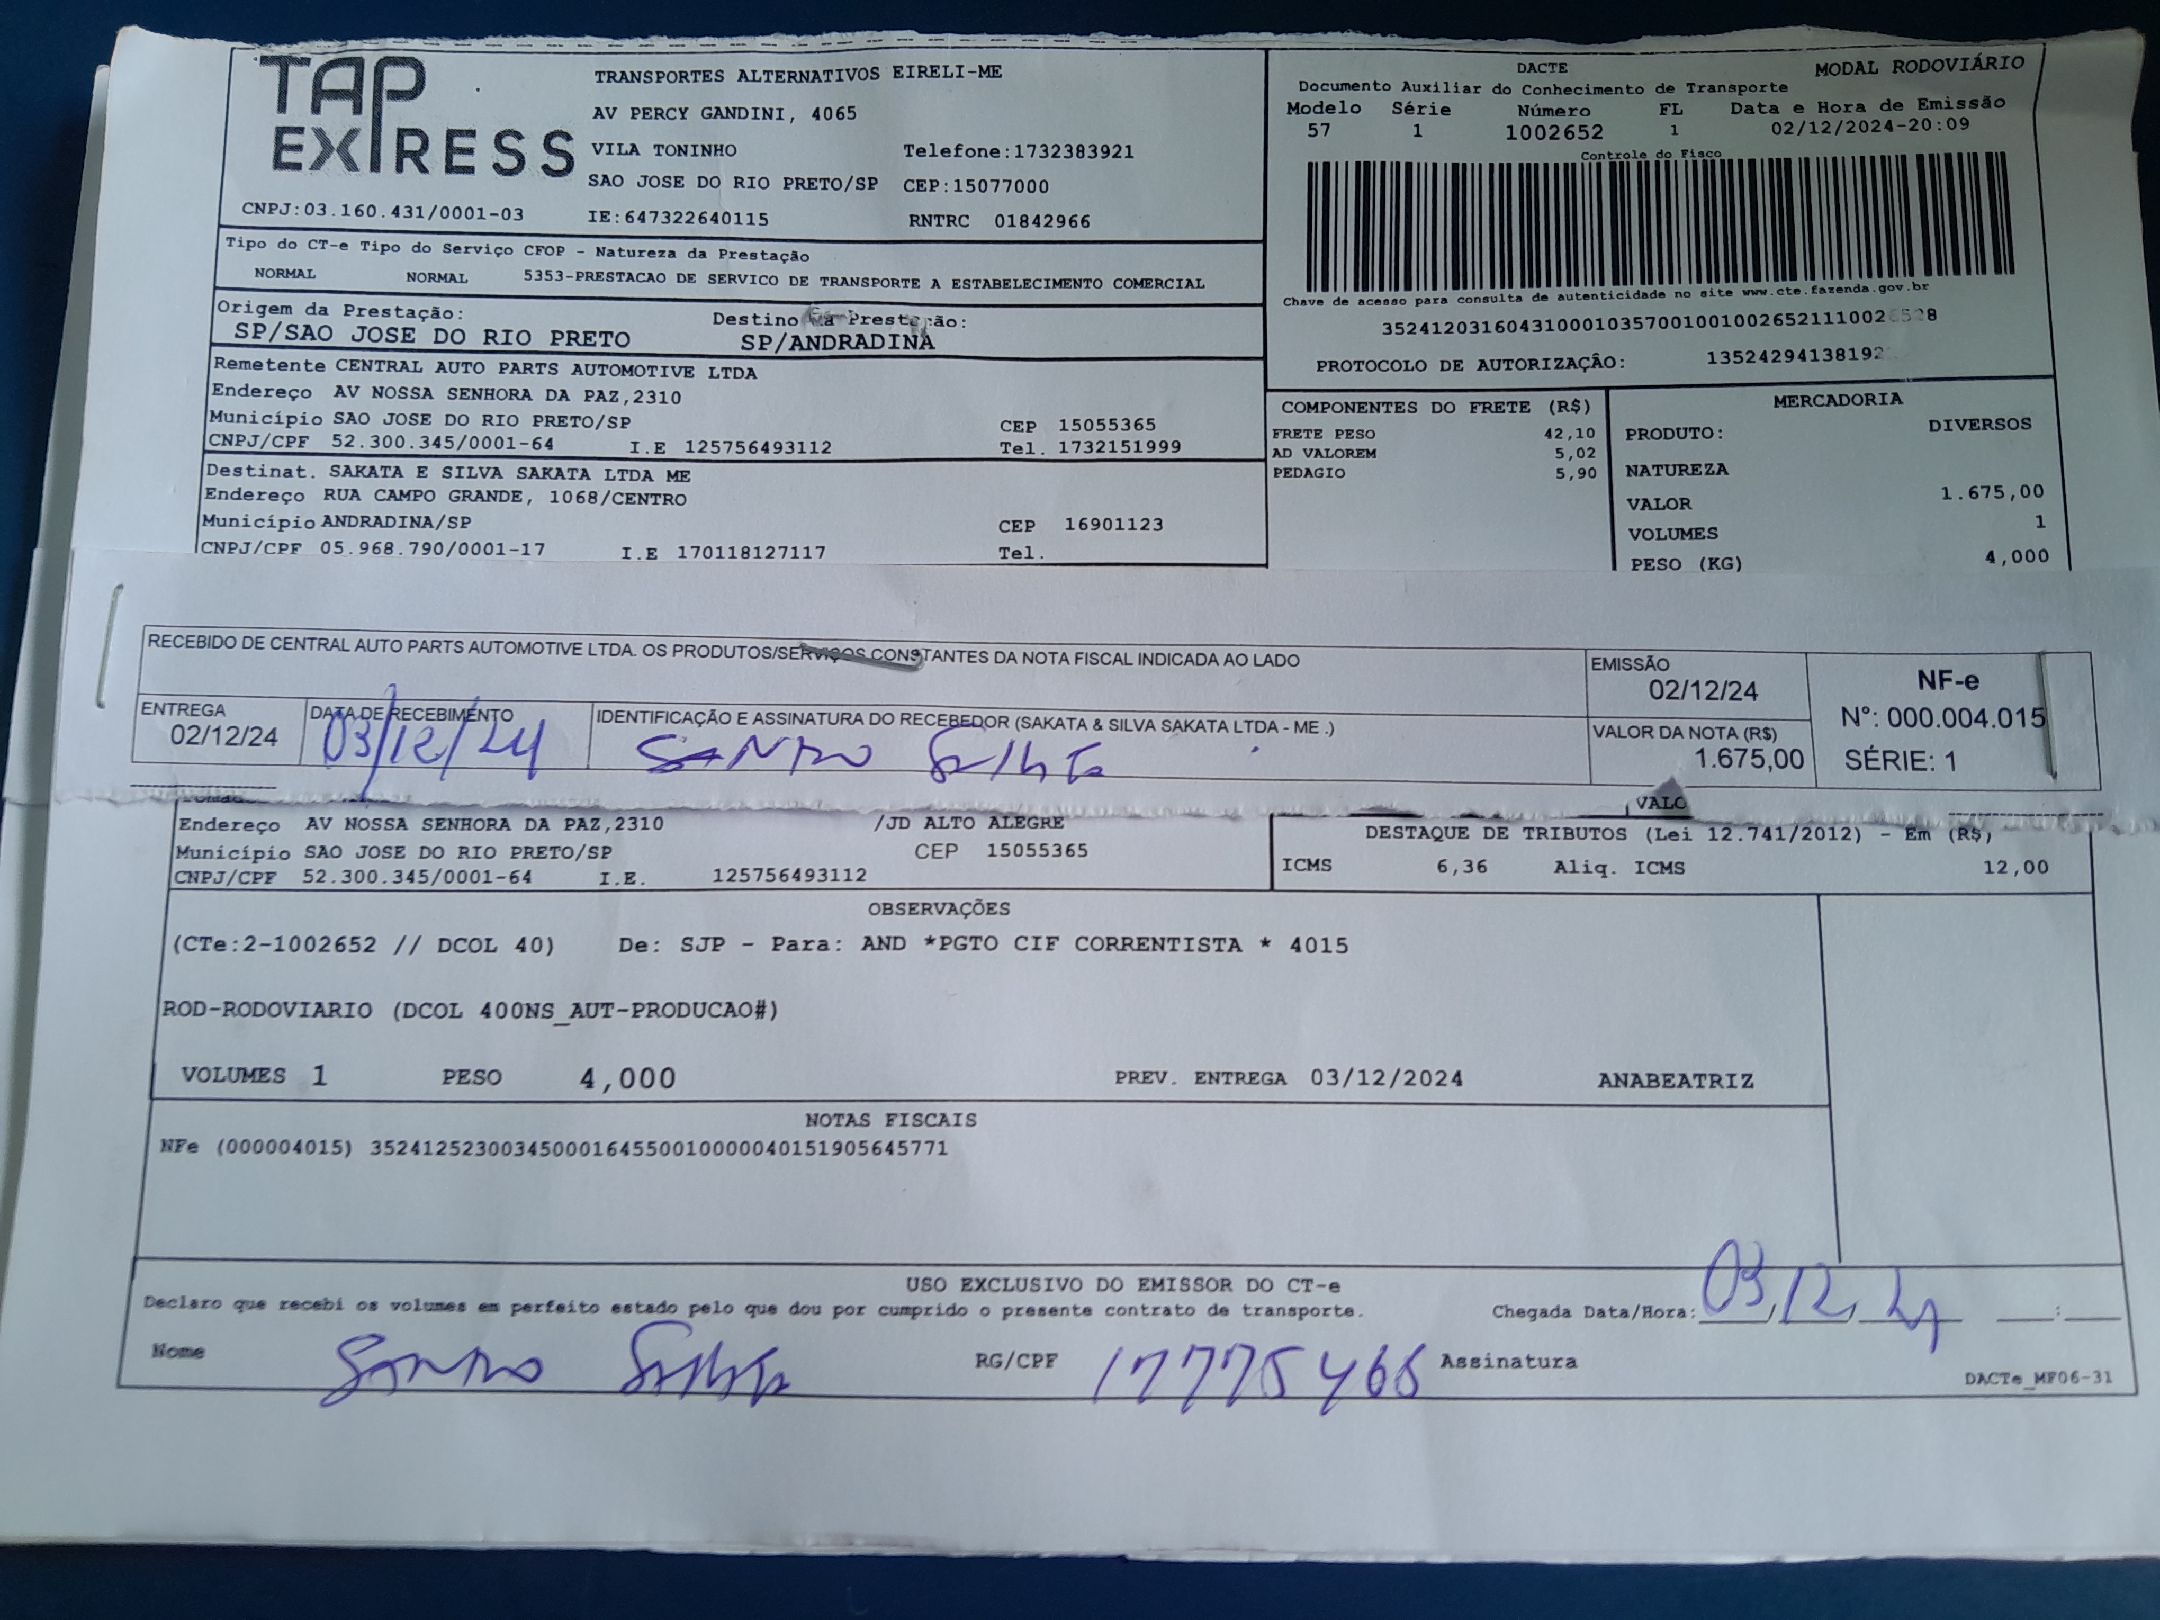 TAP EXPRESS
TRANSPORTES ALTERNATIVOS EIRELI-ME
AV PERCY GANDINI, 4065
VILA TONINHO Telefone:1732383921
SAO JOSE DO RIO PRETO/SP CEP:15077000
CNPJ:03.160.431/0001-03 IE:647322640115 RNTRC 01842966
DACTE MODAL RODOVIÁRIO
Documento Auxiliar do Conhecimento de Transporte
Modelo Série Número FL Data e Hora de Emissão
57 1 1002652 1 02/12/2024-20:09
Controle do Fisco
Chave de acesso para consulta de autenticidade no site www.cte.fazenda.gov.br
PROTOCOLO DE AUTORIZAÇÂO:
Tipo do CT-e Tipo do Serviço CFOP - Natureza da Prestação
NORMAL NORMAL 5353-PRESTACAO DE SERVICO DE TRANSPORTE A ESTABELECIMENTO COMERCIAL
Origem da Prestação: Destino da Prestação:
SP/SAO JOSE DO RIO PRETO SP/ANDRADINA
Remetente CENTRAL AUTO PARTS AUTOMOTIVE LTDA
Endereço AV NOSSA SENHORA DA PAZ,2310
Município SAO JOSE DO RIO PRETO/SP CEP 15055365
CNPJ/CPF 52.300.345/0001-64 I.E 125756493112 Tel. 1732151999
Destinat. SAKATA E SILVA SAKATA LTDA ME
Endereço RUA CAMPO GRANDE, 1068/CENTRO
Município ANDRADINA/SP CEP 16901123
CNPJ/CPF 05.968.790/0001-17 I.E 170118127117 Tel.
COMPONENTES DO FRETE (R$)
FRETE PESO 42,10
AD VALOREM 5,02
PEDAGIO 5,90
MERCADORIA
PRODUTO: DIVERSOS
NATUREZA
VALOR 1.675,00
VOLUMES 1
PESO (KG) 4,000
RECEBIDO DE CENTRAL AUTO PARTS AUTOMOTIVE LTDA. OS PRODUTOS/SERVIÇOS CONSTANTES DA NOTA FISCAL INDICADA AO LADO
EMISSÃO
02/12/24
NF-e
Nº: 000.004.015
SÉRIE: 1
ENTREGA
02/12/24
DATA DE RECEBIMENTO
03/12/24
IDENTIFICAÇÃO E ASSINATURA DO RECEBEDOR (SAKATA & SILVA SAKATA LTDA - ME .)
VALOR DA NOTA (R$)
1.675,00
Endereço AV NOSSA SENHORA DA PAZ,2310 /JD ALTO ALEGRE
Município SAO JOSE DO RIO PRETO/SP CEP 15055365
CNPJ/CPF 52.300.345/0001-64 I.E. 125756493112
DESTAQUE DE TRIBUTOS (Lei 12.741/2012) - Em (R$)
ICMS 6,36 Aliq. ICMS 12,00
OBSERVAÇÕES
(CTe:2-1002652 // DCOL 40) De: SJP - Para: AND *PGTO CIF CORRENTISTA * 4015
ROD-RODOVIARIO (DCOL 400NS_AUT-PRODUCAO#)
VOLUMES 1 PESO 4,000 PREV. ENTREGA 03/12/2024 ANABEATRIZ
NOTAS FISCAIS
NFe (000004015) 35241252300345000164550010000040151905645771
USO EXCLUSIVO DO EMISSOR DO CT-e
Declaro que recebi os volumes em perfeito estado pelo que dou por cumprido o presente contrato de transporte. Chegada Data/Hora: 03/12/24 :
Nome RG/CPF Assinatura
DACTe_MF06-31